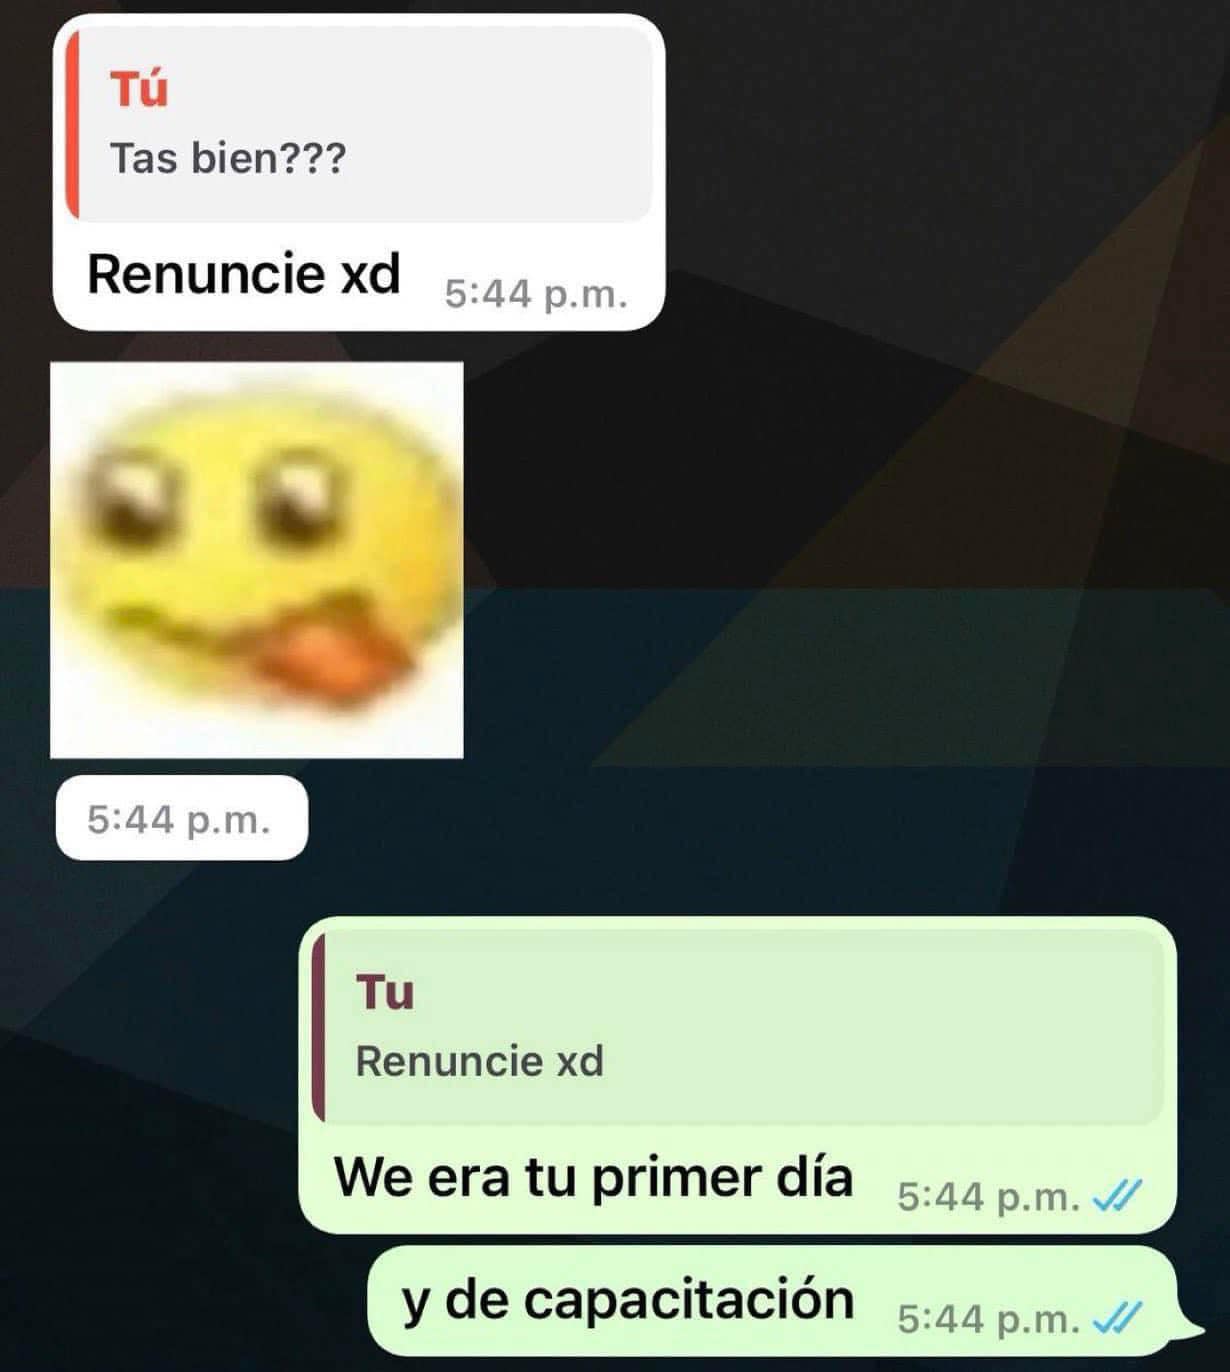 Tú
Tas bien???
Renuncie xd 5:44 p.m.
5:44 p.m.
Tu
Renuncie xd
We era tu primer día 5:44 p.m.
y de capacitación 5:44 p.m.